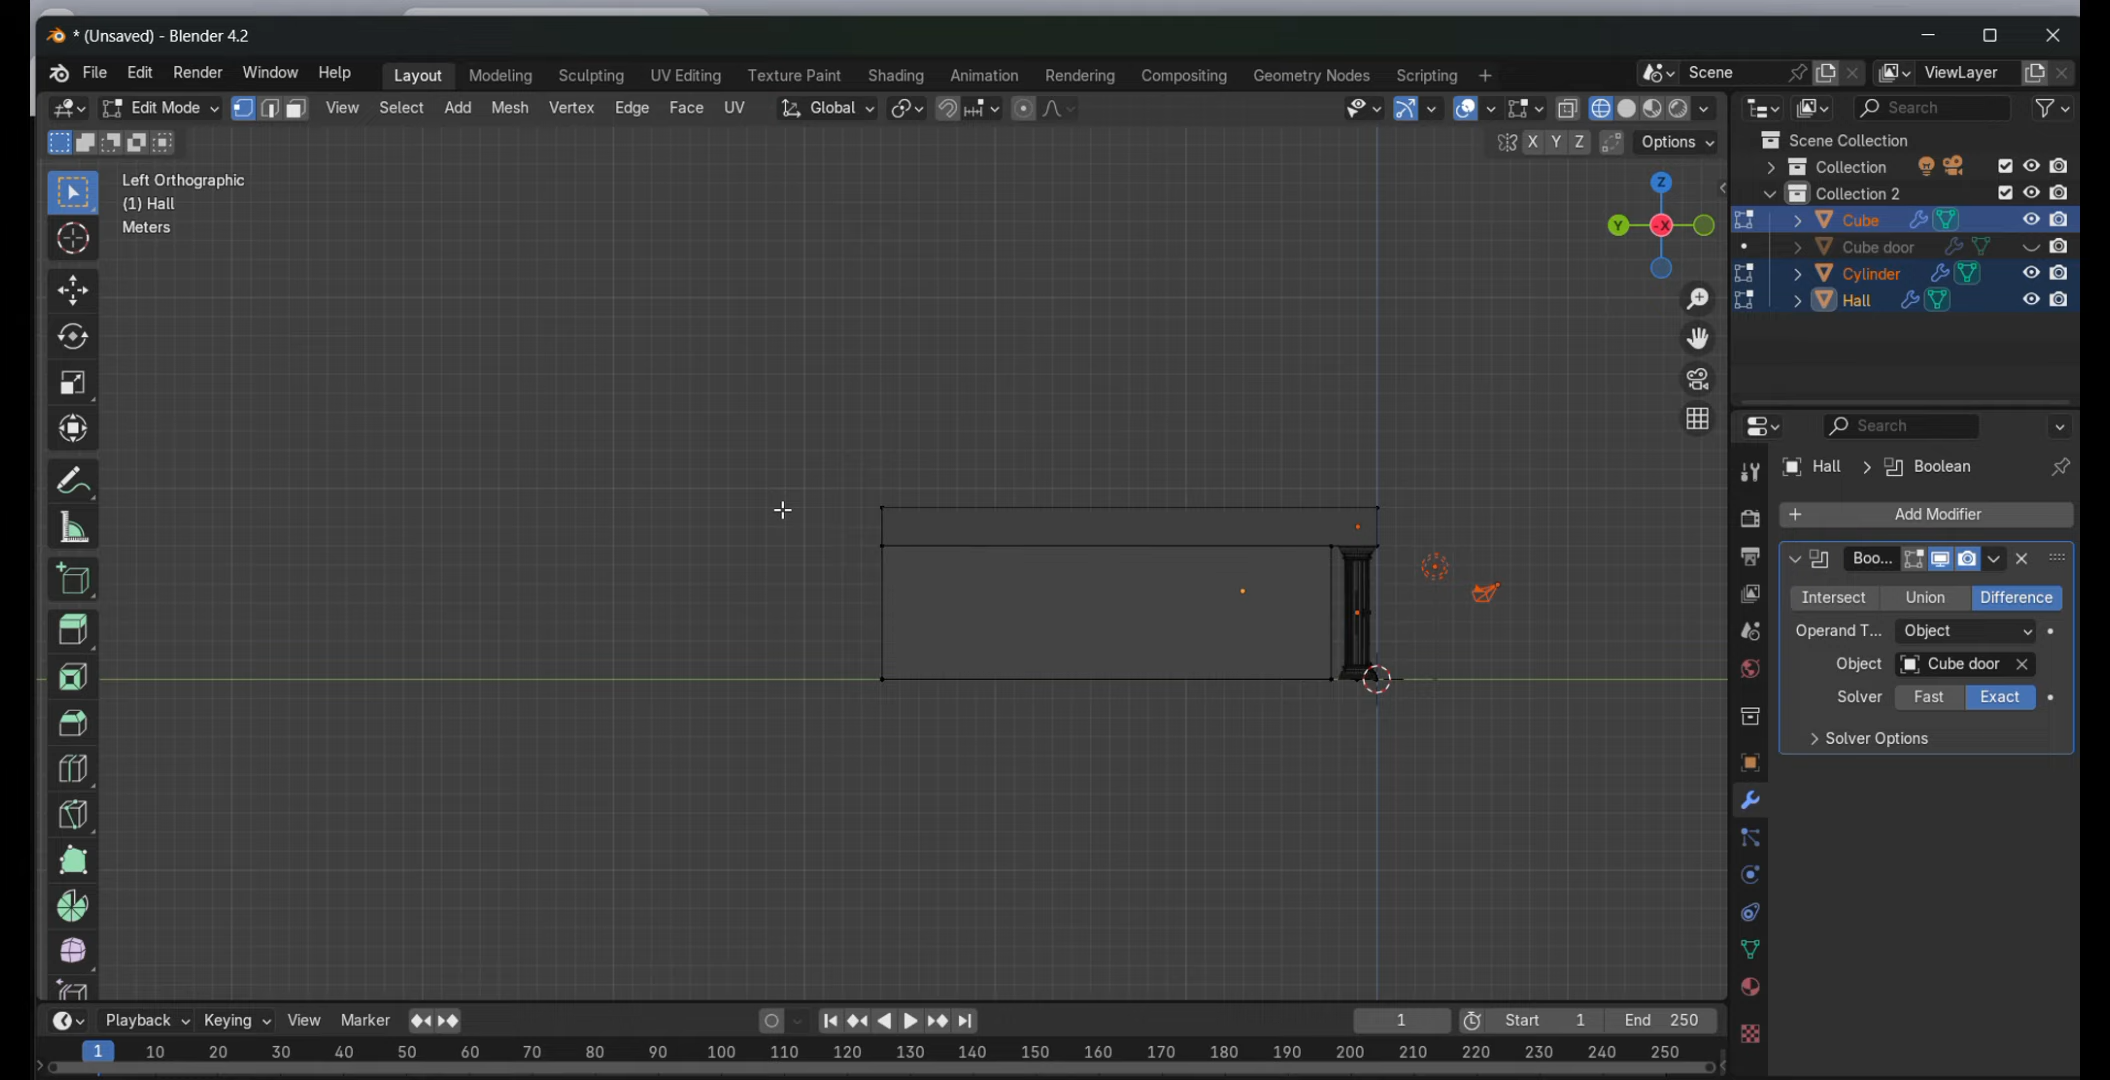 * (Unsaved) - Blender 4.2
File Edit Render Window Help Layout Modeling Sculpting UV Editing Texture Paint Shading Animation Rendering Compositing Geometry Nodes Scripting + Scene ViewLayer
Edit Mode View Select Add Mesh Vertex Edge Face UV Global Search
X Y Z Options
Scene Collection
Collection
Collection 2
Cube
Cube door
Cylinder
Hall
Left Orthographic
(1) Hall
Meters
Z
Y -X
Search
Hall > Boolean
+ Add Modifier
Boo...
Intersect Union Difference
Operand T... Object
Object Cube door
Solver Fast Exact
Solver Options
Playback Keying View Marker 1 Start 1 End 250
1 10 20 30 40 50 60 70 80 90 100 110 120 130 140 150 160 170 180 190 200 210 220 230 240 250